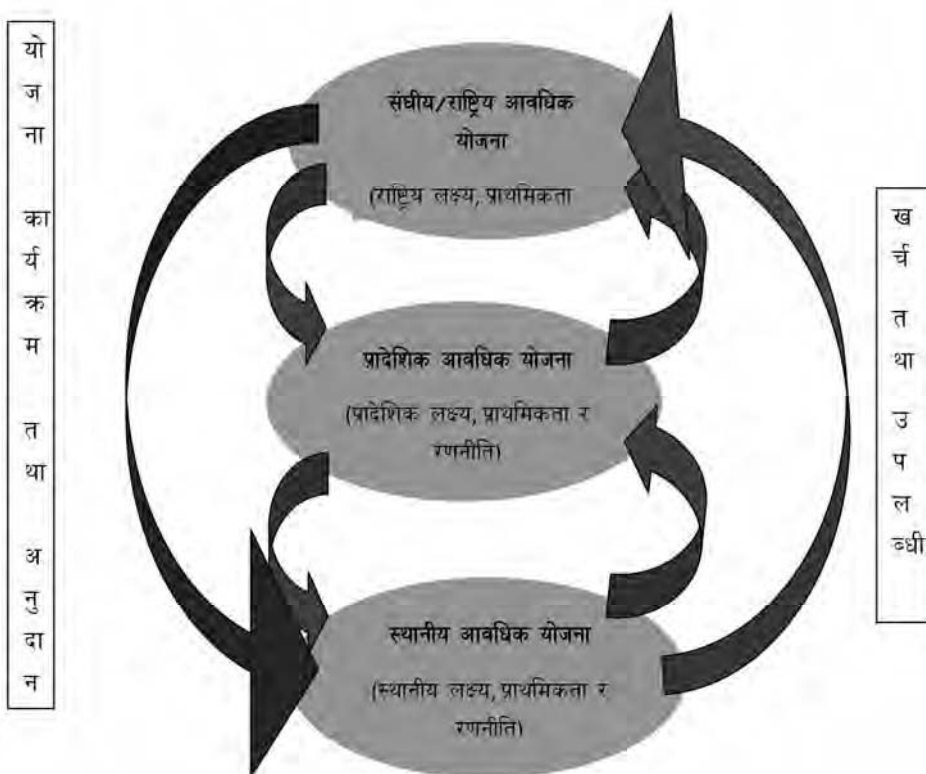 यो
ज
ना
का
र्य
क्र
म
त
था
अ
नु
दा
न
संघीय/राष्ट्रिय आवधिक
योजना
(राष्ट्रिय लक्ष्य, प्राथमिकता
प्रादेशिक आवधिक योजना
(प्रादेशिक लक्ष्य, प्राथमिकता र
रणनीति)
स्थानीय आवधिक योजना
(स्थानीय लक्ष्य, प्राथमिकता र
रणनीति)
ख
र्च
त
था
उ
प
ल
ब्धी